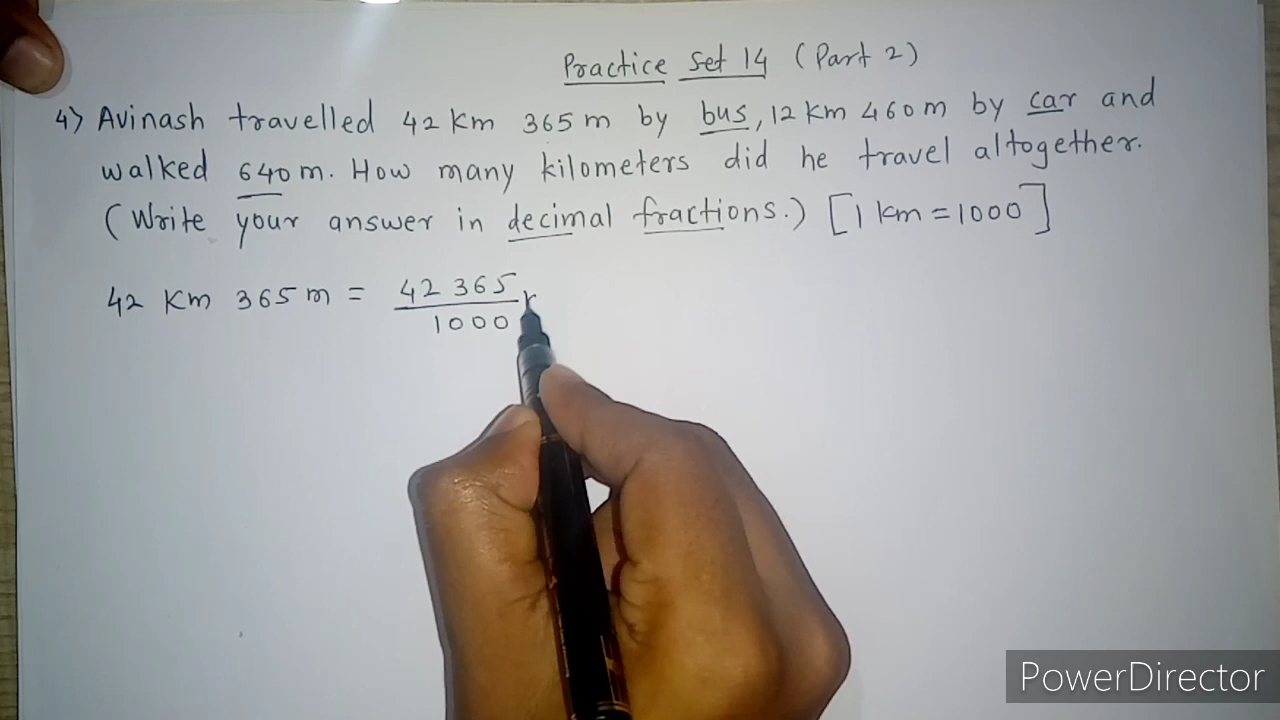 Practice Set 14 (Part 2)
4) Avinash travelled 42 Km 365 m by bus, 12 Km 460 m by car and
walked 640 m. How many kilometers did he travel altogether.
(Write your answer in decimal fractions.) [1 km = 1000]
42 Km 365 m = 42 365
1000
PowerDirector